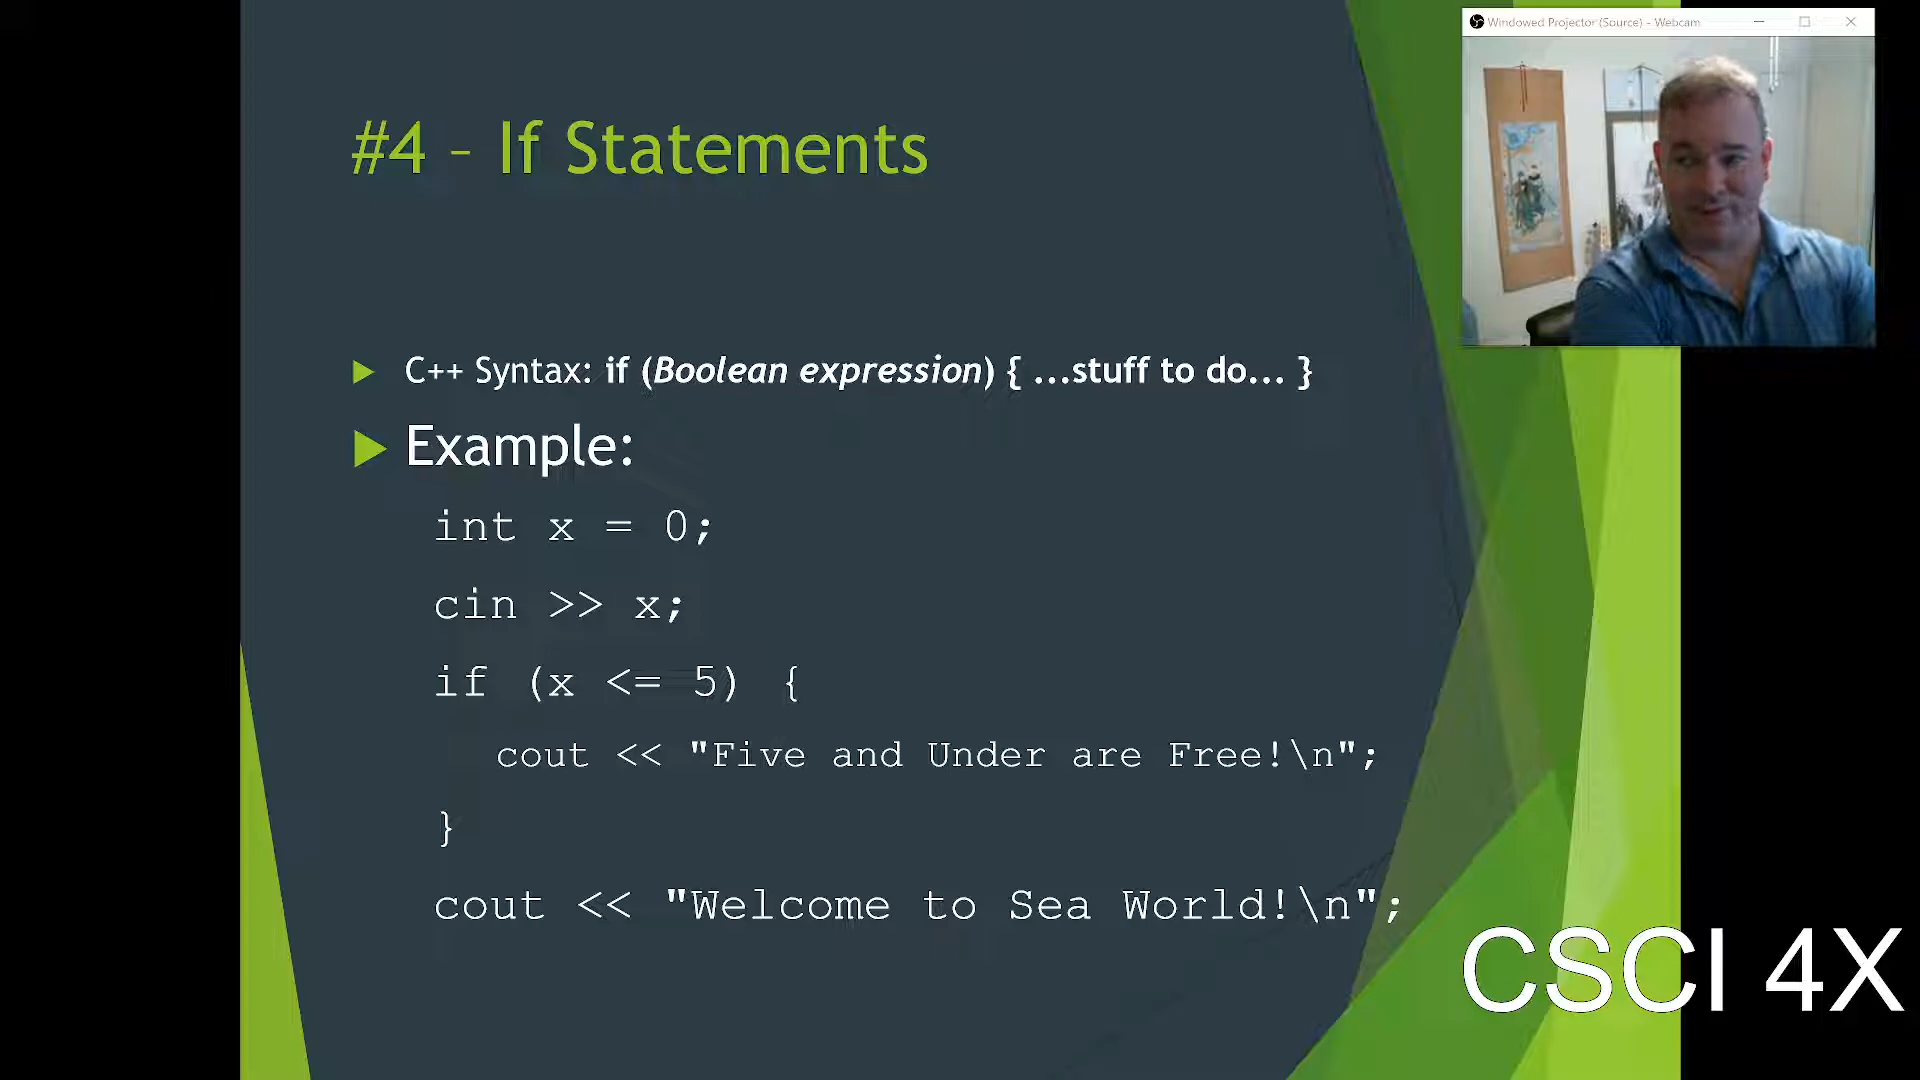 Windowed Projector (Source) - Webcam
#4 – If Statements
C++ Syntax: if (Boolean expression) { ...stuff to do... }
Example:
int x = 0;
cin >> x;
if (x <= 5) {
cout << "Five and Under are Free!\n";
}
cout << "Welcome to Sea World!\n";
CSCI 4X